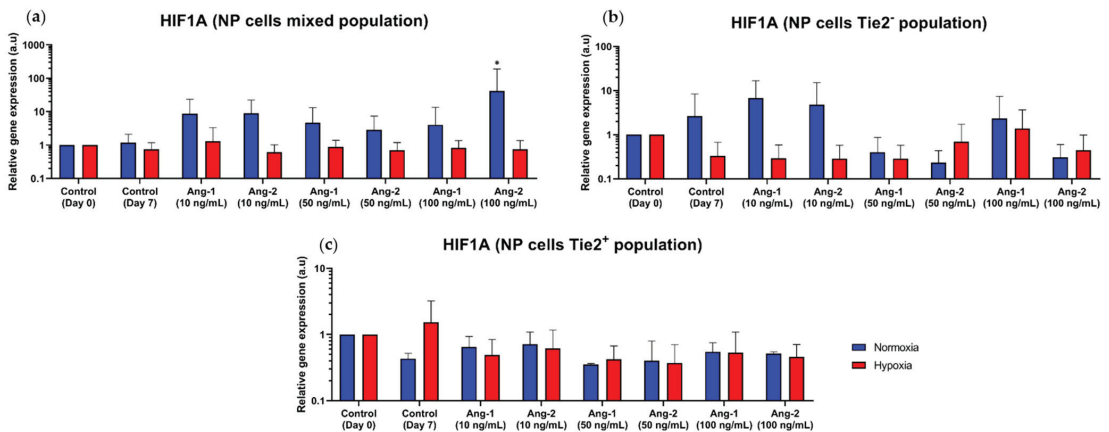 (a)
HIF1A (NP cells mixed population)
Relative gene expression (a.u)
1000
100
10
1
0.1
*
Control (Day 0)
Control (Day 7)
Ang-1 (10 ng/mL)
Ang-2 (10 ng/mL)
Ang-1 (50 ng/mL)
Ang-2 (50 ng/mL)
Ang-1 (100 ng/mL)
Ang-2 (100 ng/mL)
(b)
HIF1A (NP cells Tie2⁻ population)
Relative gene expression (a.u)
100
10
1
0.1
Control (Day 0)
Control (Day 7)
Ang-1 (10 ng/mL)
Ang-2 (10 ng/mL)
Ang-1 (50 ng/mL)
Ang-2 (50 ng/mL)
Ang-1 (100 ng/mL)
Ang-2 (100 ng/mL)
(c)
HIF1A (NP cells Tie2⁺ population)
Relative gene expression (a.u)
10
1
0.1
Control (Day 0)
Control (Day 7)
Ang-1 (10 ng/mL)
Ang-2 (10 ng/mL)
Ang-1 (50 ng/mL)
Ang-2 (50 ng/mL)
Ang-1 (100 ng/mL)
Ang-2 (100 ng/mL)
Normoxia
Hypoxia